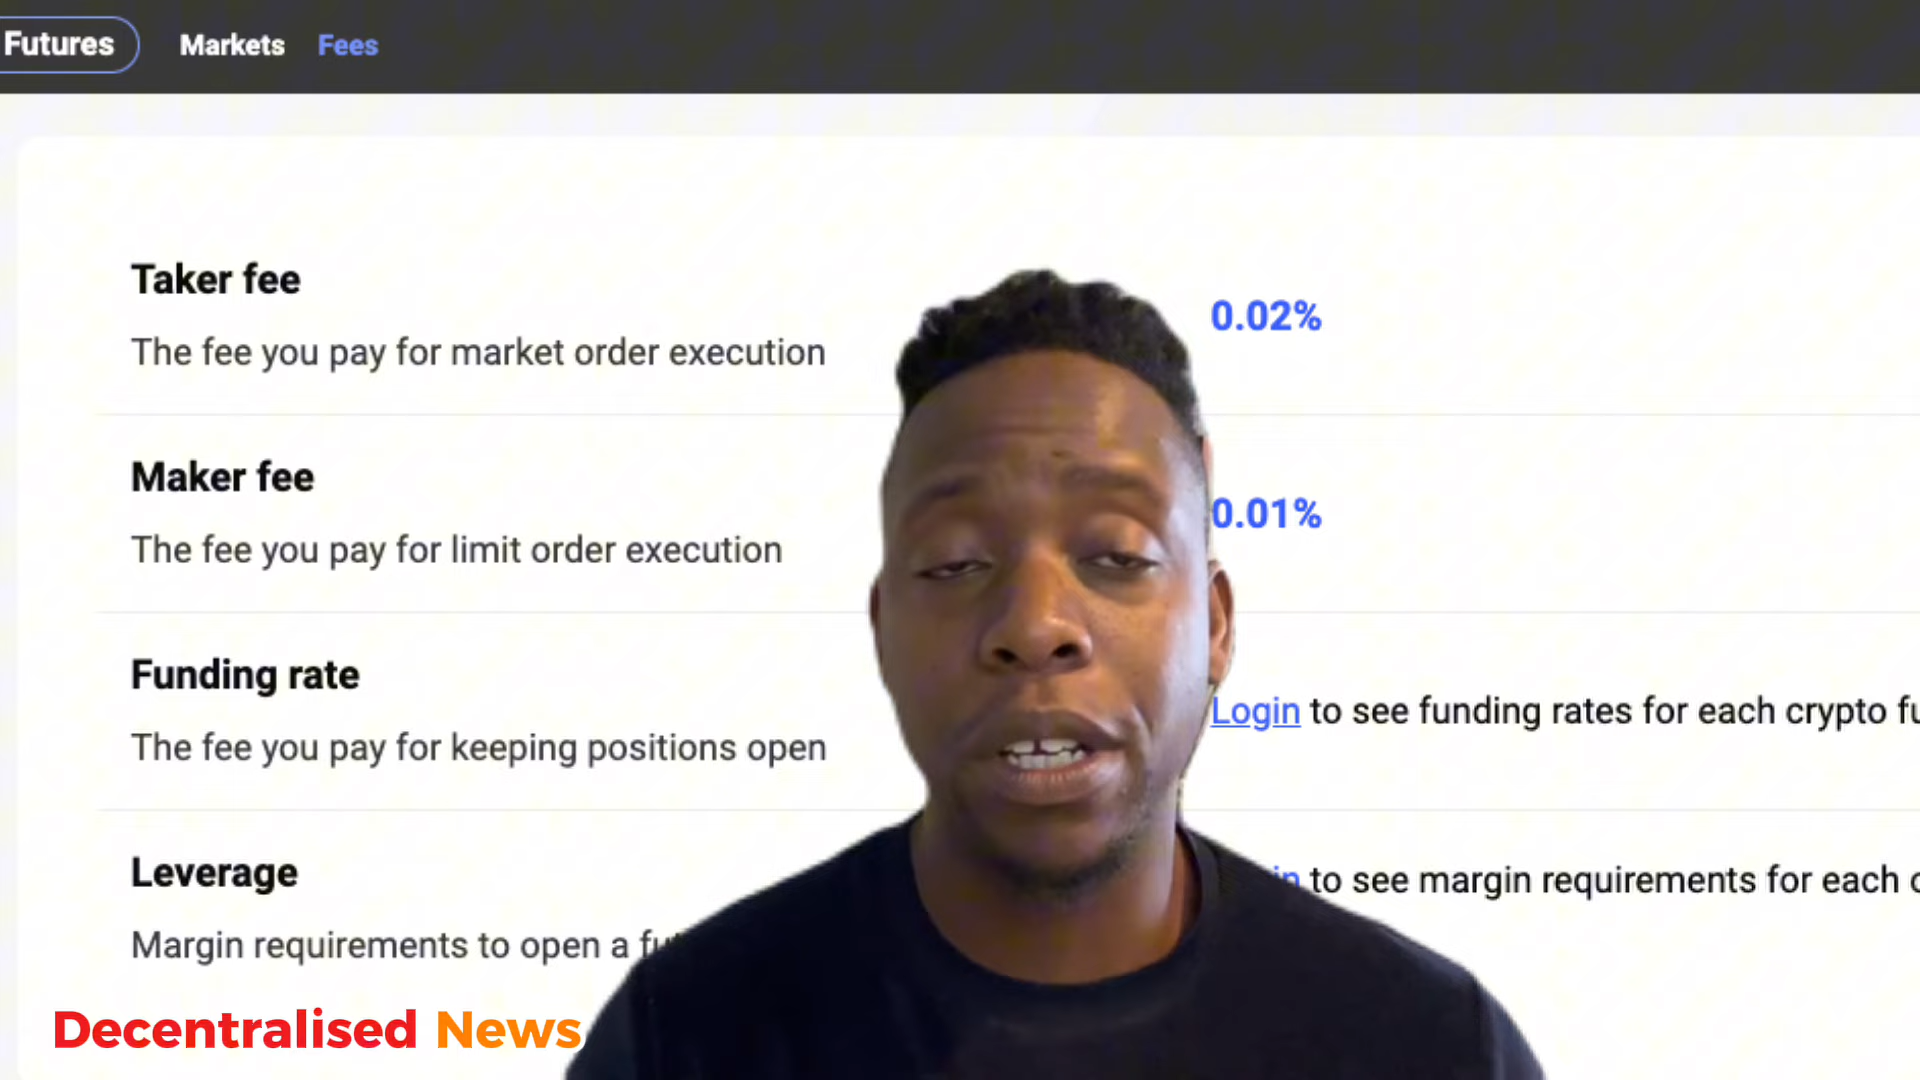 Futures Markets Fees
Taker fee
0.02%
The fee you pay for market order execution
Maker fee
0.01%
The fee you pay for limit order execution
Funding rate
Login to see funding rates for each crypto
The fee you pay for keeping positions open
Leverage
to see margin requirements for each
Margin requirements to open a
Decentralised News